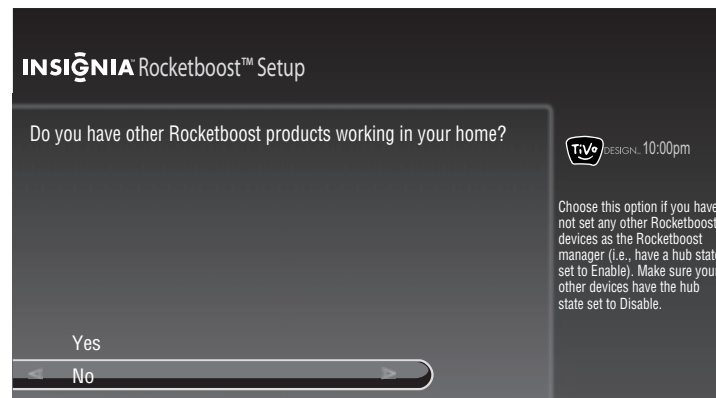 INSIGNIA™ Rocketboost™ Setup
Do you have other Rocketboost products working in your home?
Yes
No
TiVo DESIGN™ 10:00pm
Choose this option if you have
not set any other Rocketboost
devices as the Rocketboost
manager (i.e., have a hub state
set to Enable). Make sure your
other devices have the hub
state set to Disable.